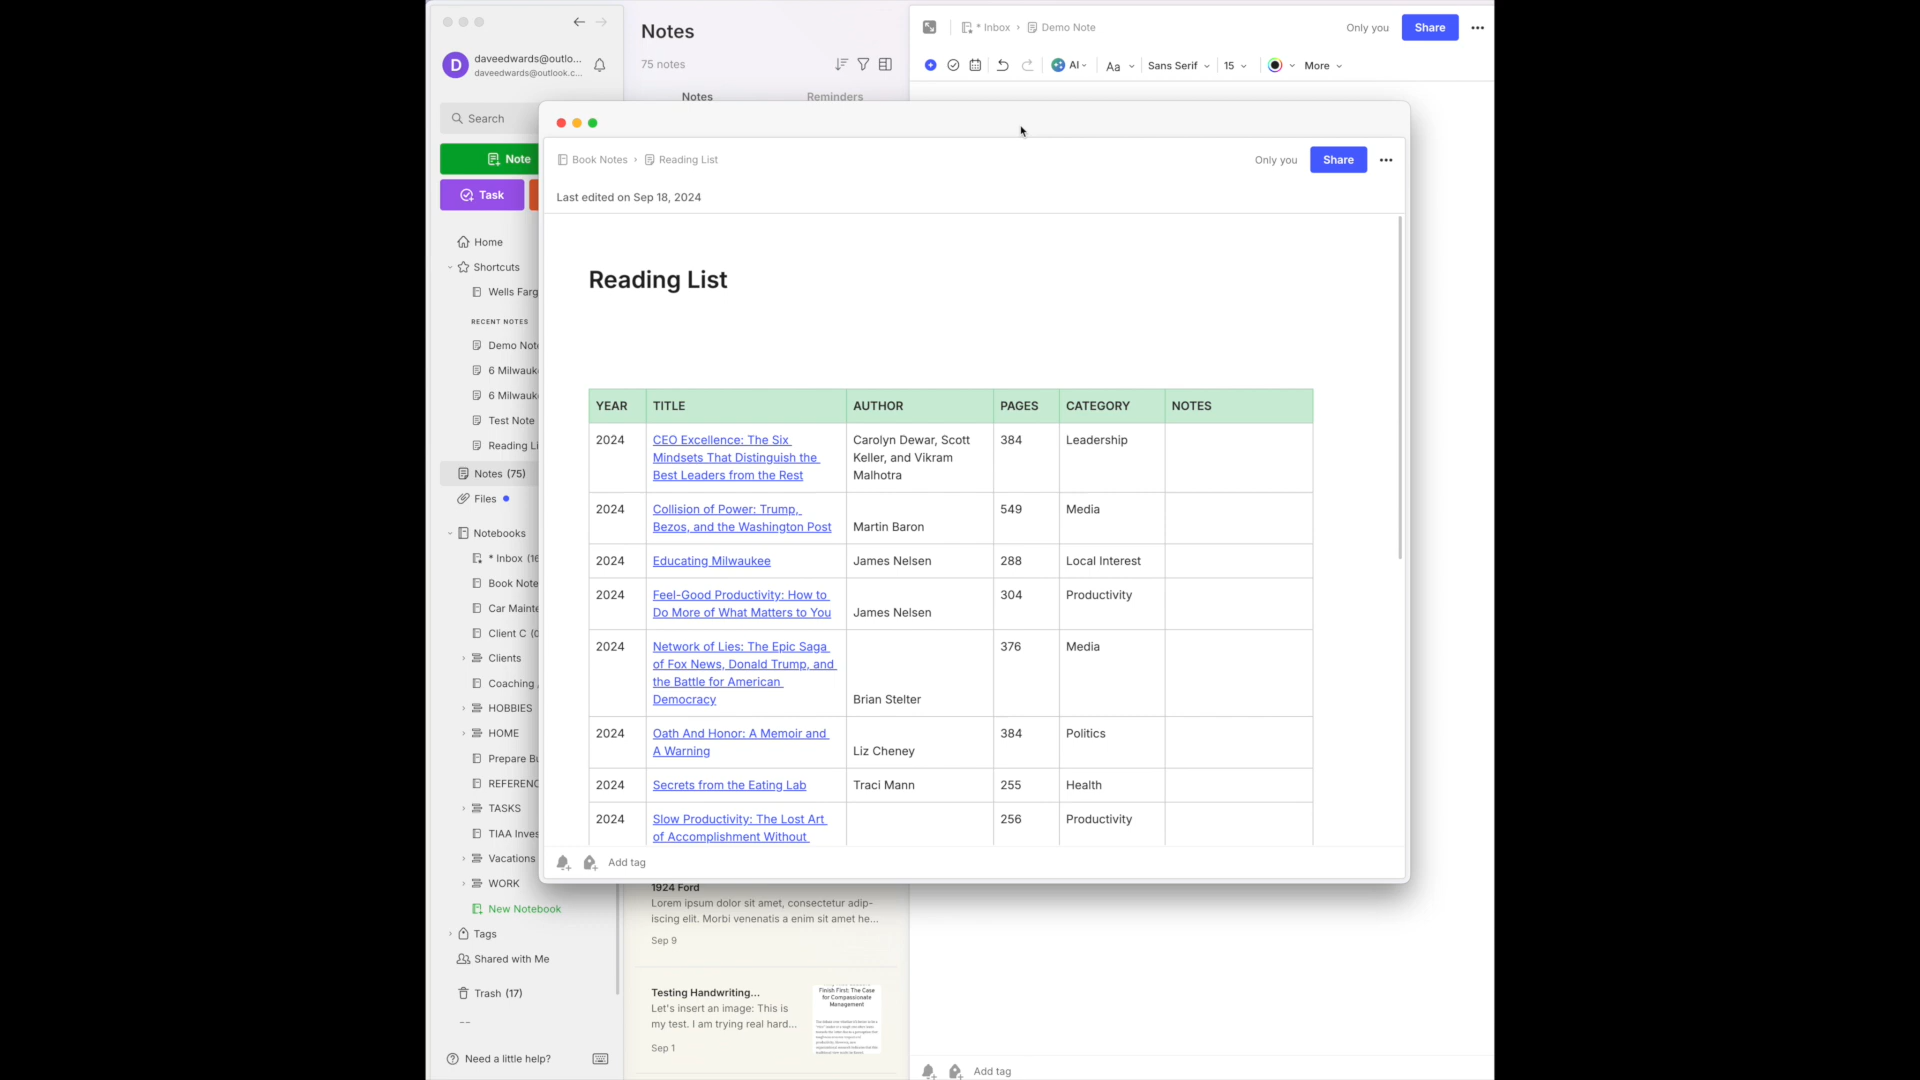 D
daveedwards@outlo...
daveedwards@outlook.c...
Search
Note
Task
Home
Shortcuts
Wells Farg
RECENT NOTES
Demo Not
6 Milwauk
6 Milwauk
Test Note
Reading Li
Notes (75)
Files
Notebooks
* Inbox (16
Book Note
Car Mainte
Client C (0
Clients
Coaching
HOBBIES
HOME
Prepare Bu
REFERENC
TASKS
TIAA Inves
Vacations
WORK
New Notebook
Tags
Shared with Me
Trash (17)
Need a little help?
Notes
75 notes
Notes Reminders
1924 Ford
Lorem ipsum dolor sit amet, consectetur adip-
iscing elit. Morbi venenatis a enim sit amet he...
Sep 9
Testing Handwriting...
Let's insert an image: This is
my test. I am trying real hard...
Sep 1
Finish First: The Case
for Compassionate
Management
* Inbox › Demo Note
Only you Share
AI Aa Sans Serif 15 More
Book Notes › Reading List
Only you Share
Last edited on Sep 18, 2024
Reading List
YEAR TITLE AUTHOR PAGES CATEGORY NOTES
2024 CEO Excellence: The Six Carolyn Dewar, Scott 384 Leadership
Mindsets That Distinguish the Keller, and Vikram
Best Leaders from the Rest Malhotra
2024 Collision of Power: Trump, 549 Media
Bezos, and the Washington Post Martin Baron
2024 Educating Milwaukee James Nelsen 288 Local Interest
2024 Feel-Good Productivity: How to 304 Productivity
Do More of What Matters to You James Nelsen
2024 Network of Lies: The Epic Saga 376 Media
of Fox News, Donald Trump, and
the Battle for American
Democracy Brian Stelter
2024 Oath And Honor: A Memoir and 384 Politics
A Warning Liz Cheney
2024 Secrets from the Eating Lab Traci Mann 255 Health
2024 Slow Productivity: The Lost Art 256 Productivity
of Accomplishment Without
Add tag
Add tag